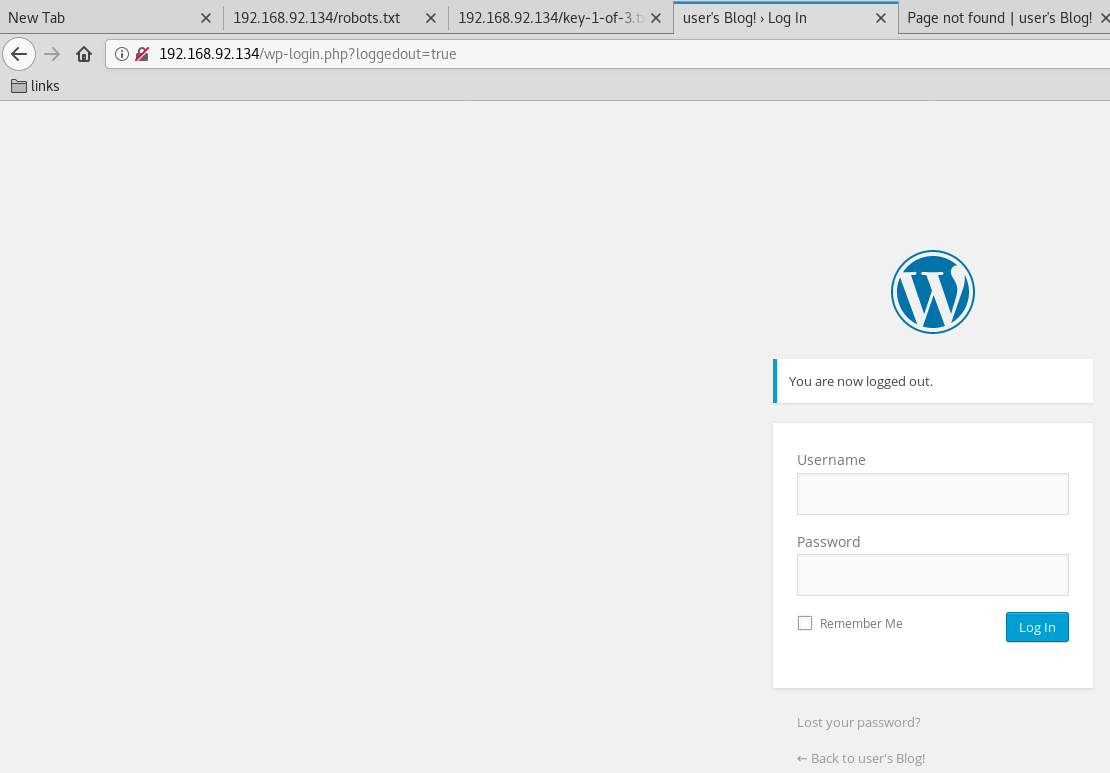 New Tab
192.168.92.134/robots.txt
192.168.92.134/key-1-of-3.tx
user's Blog! › Log In
Page not found | user's Blog!
192.168.92.134/wp-login.php?loggedout=true
links
You are now logged out.
Username
Password
Remember Me
Log In
Lost your password?
← Back to user's Blog!